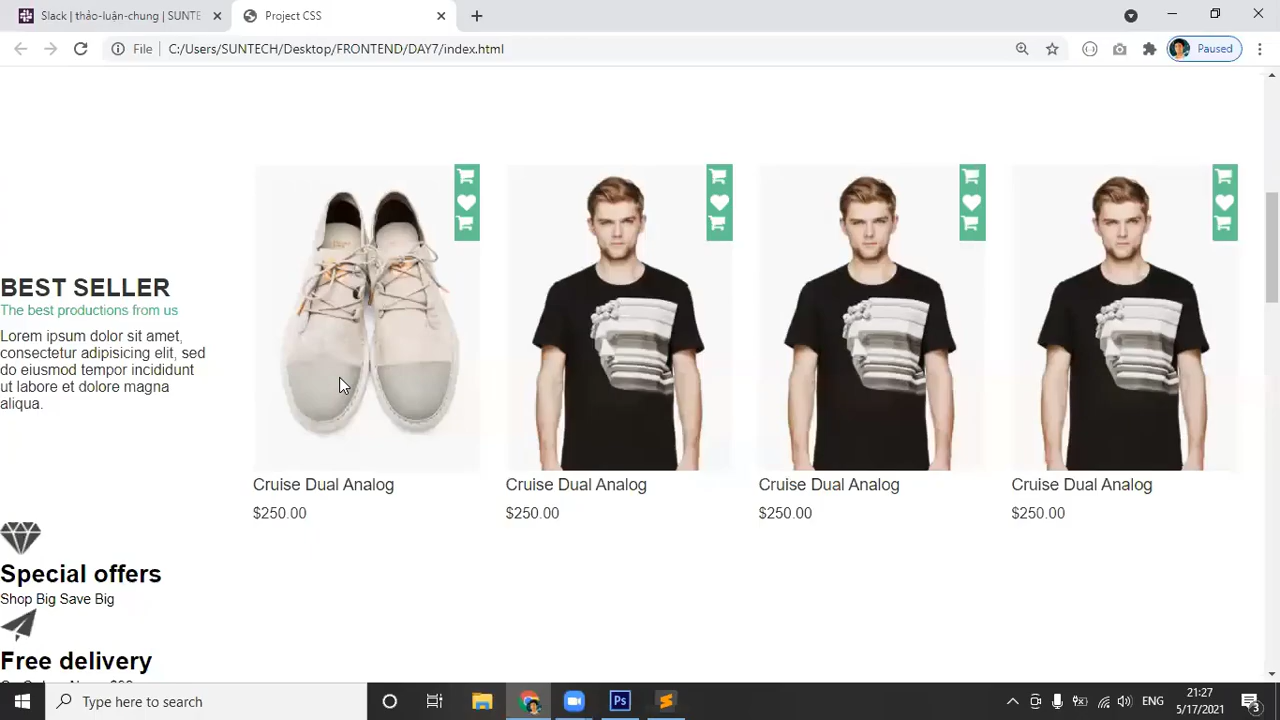 Slack | thảo-luận-chung | SUNTE
Project CSS
File
C:/Users/SUNTECH/Desktop/FRONTEND/DAY7/index.html
Paused
BEST SELLER
The best productions from us
Lorem ipsum dolor sit amet,
consectetur adipisicing elit, sed
do eiusmod tempor incididunt
ut labore et dolore magna
aliqua.
Cruise Dual Analog
$250.00
Cruise Dual Analog
$250.00
Cruise Dual Analog
$250.00
Cruise Dual Analog
$250.00
Special offers
Shop Big Save Big
Free delivery
Type here to search
Ps
ENG
21:27
5/17/2021
3